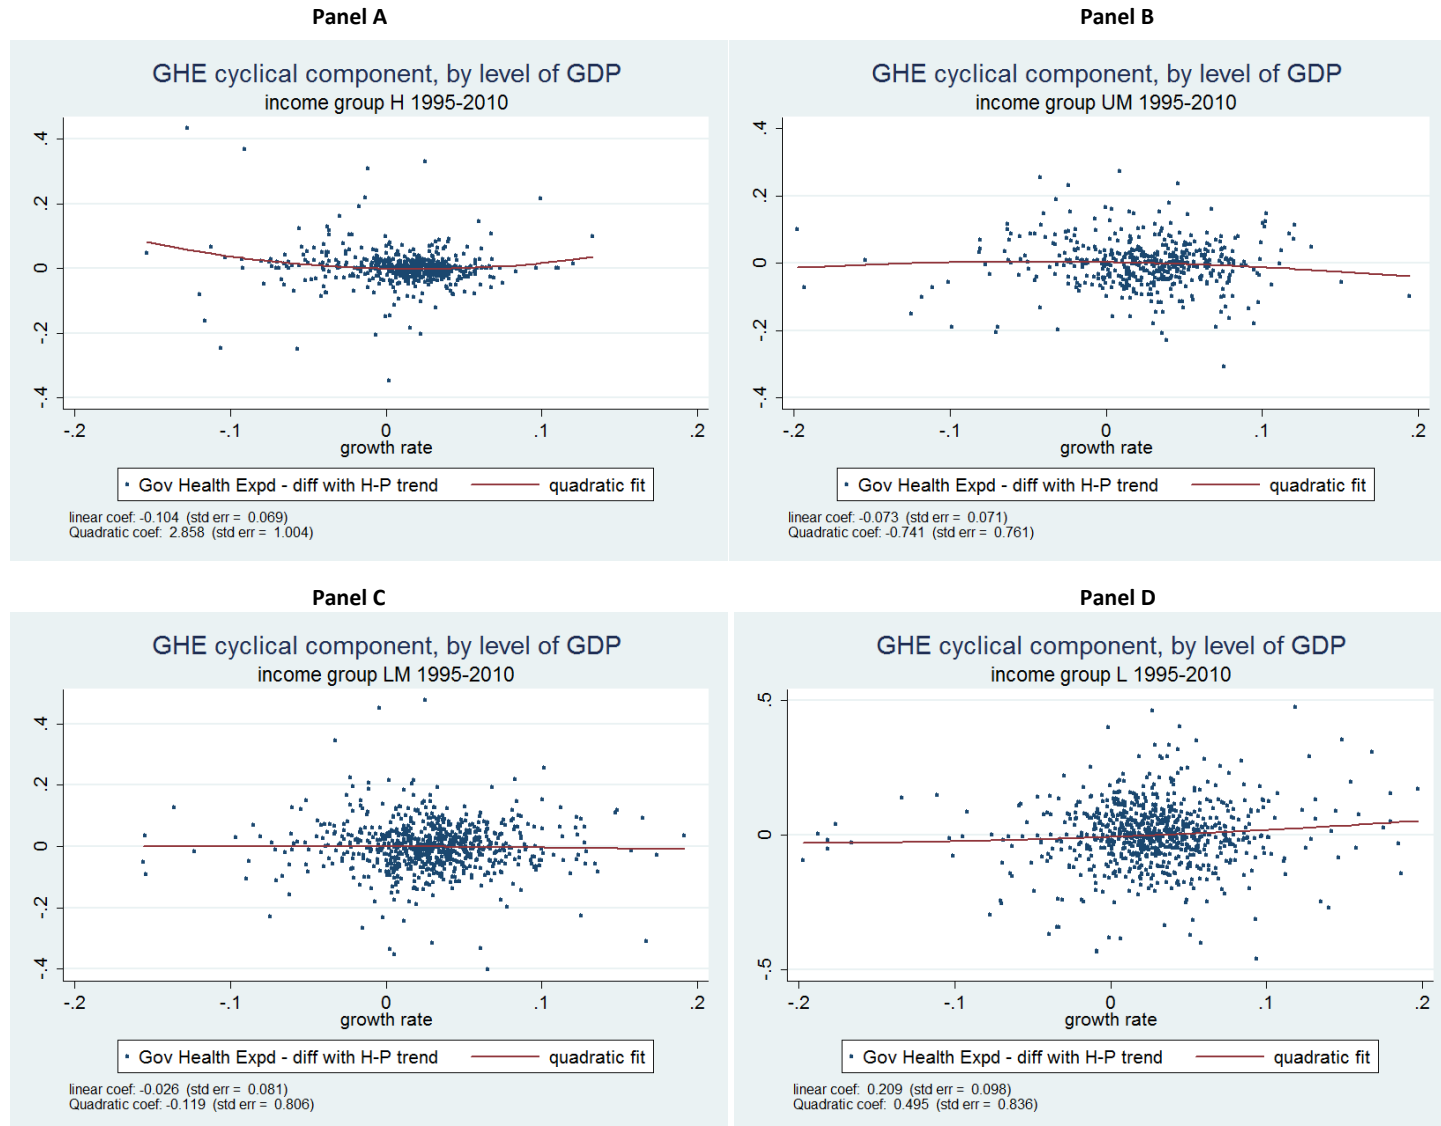 Panel A
GHE cyclical component, by level of GDP
income group H 1995-2010
.4
.2
0
-.2
-.4
-.2 -.1 0 .1 .2
growth rate
Gov Health Expd - diff with H-P trend quadratic fit
linear coef: -0.104 (std err = 0.069)
Quadratic coef: 2.858 (std err = 1.004)
Panel B
GHE cyclical component, by level of GDP
income group UM 1995-2010
.4
.2
0
-.2
-.4
-.2 -.1 0 .1 .2
growth rate
Gov Health Expd - diff with H-P trend quadratic fit
linear coef: -0.073 (std err = 0.071)
Quadratic coef: -0.741 (std err = 0.761)
Panel C
GHE cyclical component, by level of GDP
income group LM 1995-2010
.4
.2
0
-.2
-.4
-.2 -.1 0 .1 .2
growth rate
Gov Health Expd - diff with H-P trend quadratic fit
linear coef: -0.026 (std err = 0.081)
Quadratic coef: -0.119 (std err = 0.806)
Panel D
GHE cyclical component, by level of GDP
income group L 1995-2010
.5
0
-.5
-.2 -.1 0 .1 .2
growth rate
Gov Health Expd - diff with H-P trend quadratic fit
linear coef: 0.209 (std err = 0.098)
Quadratic coef: 0.495 (std err = 0.836)